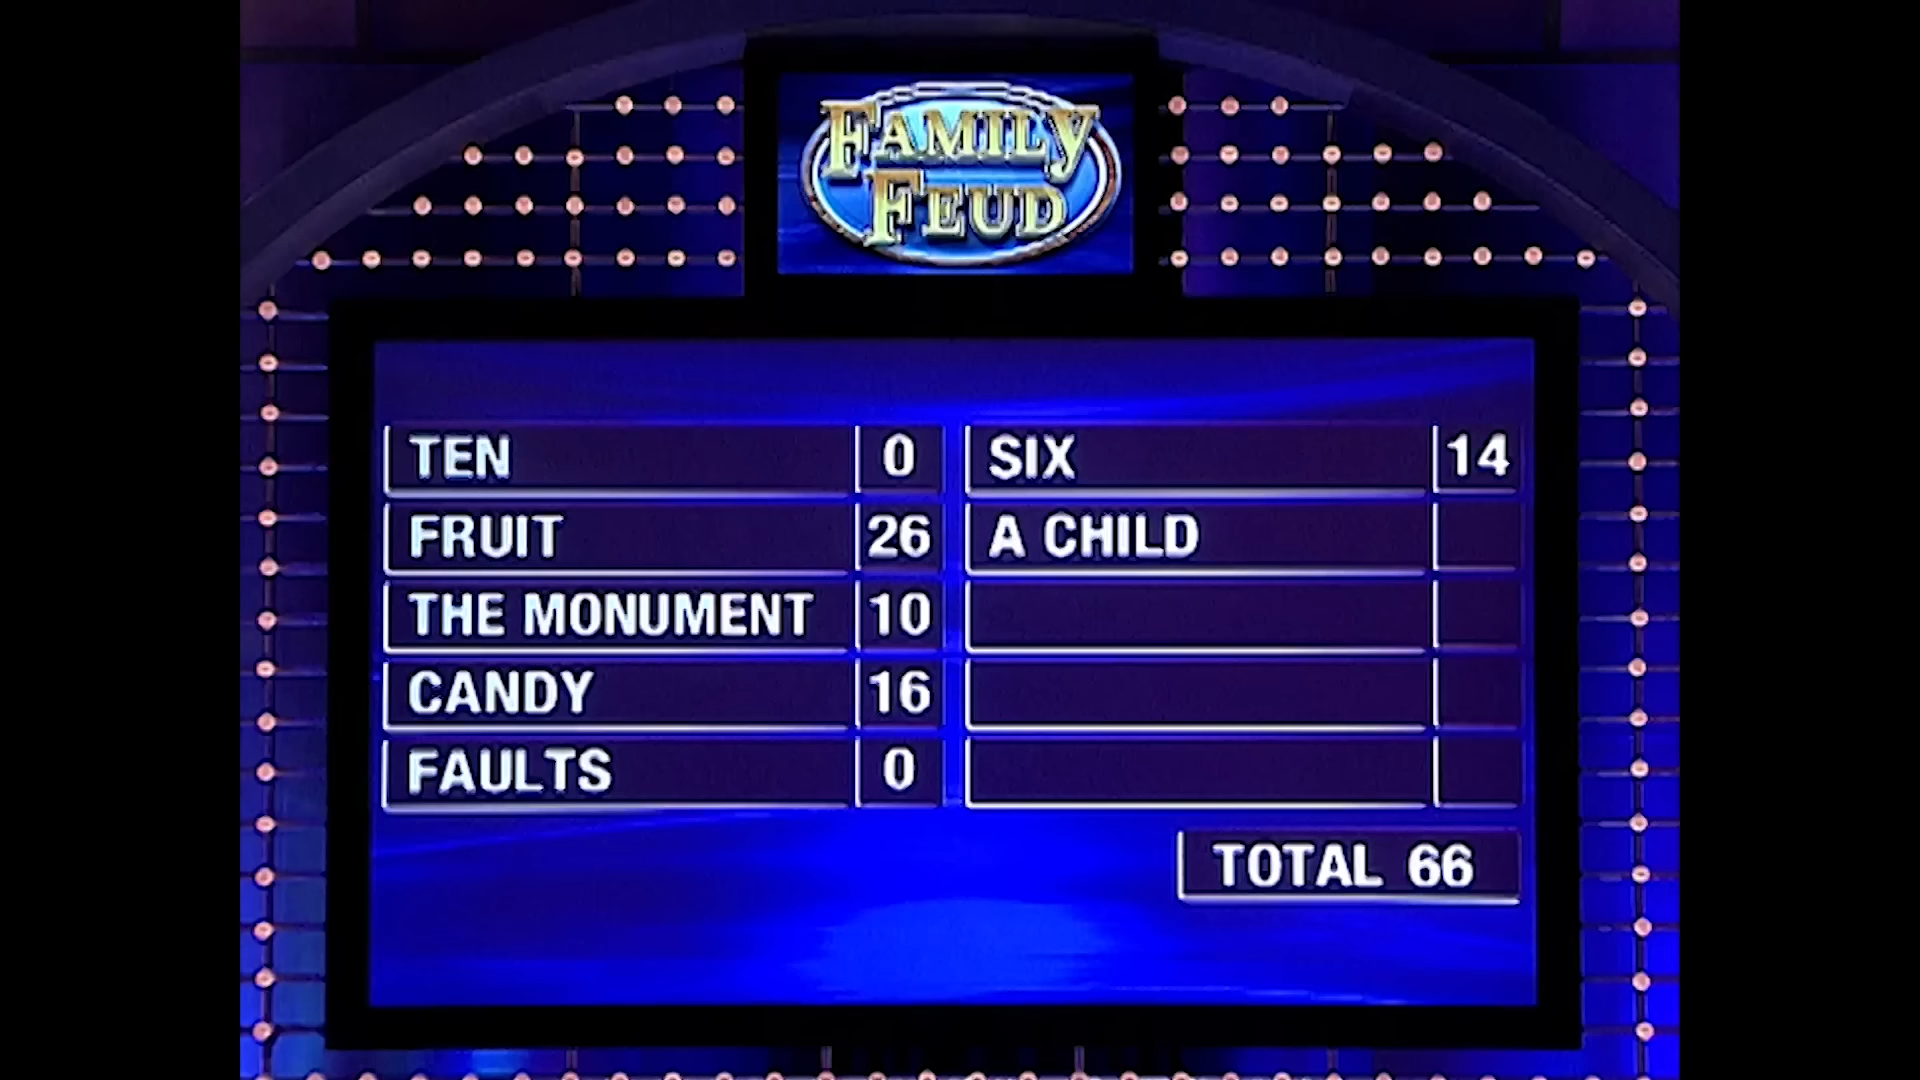 FAMILY
FEUD
TEN 0 SIX 14
FRUIT 26 A CHILD
THE MONUMENT 10
CANDY 16
FAULTS 0
TOTAL 66